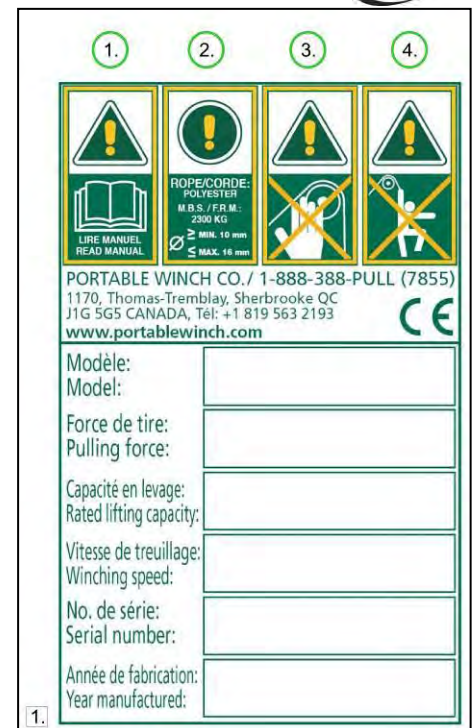 1. 2. 3. 4.
LIRE MANUEL
READ MANUAL
ROPE/CORDE:
POLYESTER
M.B.S. / F.R.M.:
2300 KG
Ø ≥ MIN. 10 mm
≤ MAX. 16 mm
PORTABLE WINCH CO./ 1-888-388-PULL (7855)
1170, Thomas-Tremblay, Sherbrooke QC
J1G 5G5 CANADA, Tél: +1 819 563 2193
www.portablewinch.com
CE
Modèle:
Model:
Force de tire:
Pulling force:
Capacité en levage:
Rated lifting capacity:
Vitesse de treuillage:
Winching speed:
No. de série:
Serial number:
Année de fabrication:
Year manufactured:
1.